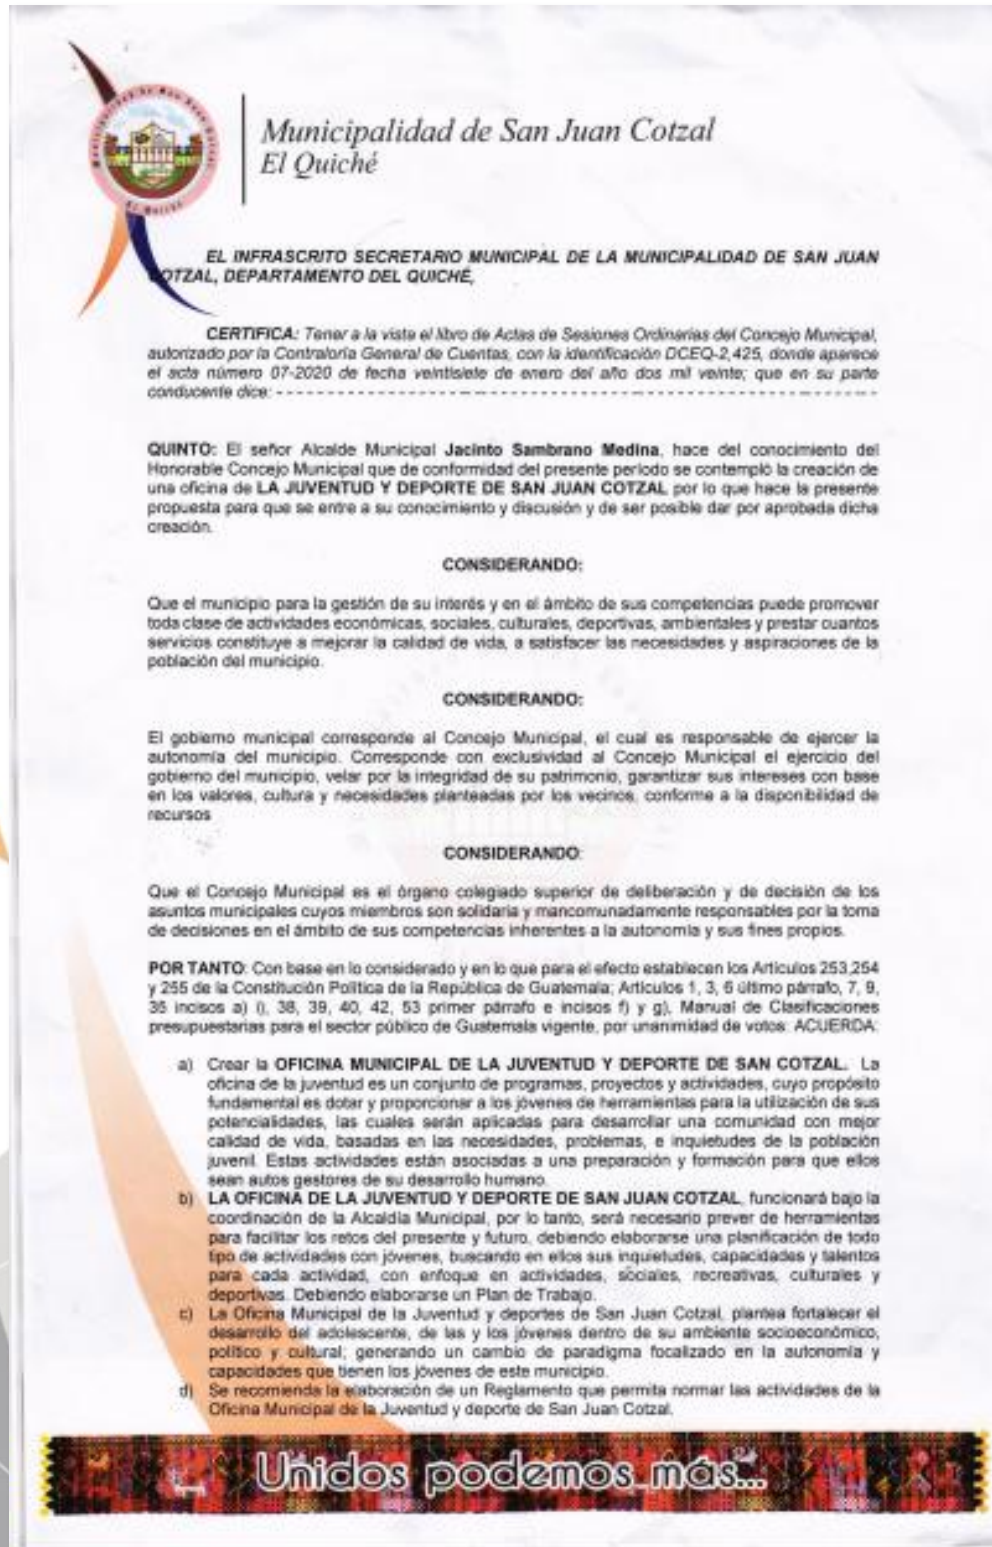 Municipalidad de San Juan Cotzal
El Quiché
Municipalidad de San Juan Cotzal
El Quiché
EL INFRASCRITO SECRETARIO MUNICIPAL DE LA MUNICIPALIDAD DE SAN JUAN
COTZAL, DEPARTAMENTO DEL QUICHÉ,
CERTIFICA: Tener a la vista el libro de Actas de Sesiones Ordinarias del Concejo Municipal,
autorizado por la Contraloría General de Cuentas, con la identificación DCEQ-2,425, donde aparece
el acta número 07-2020 de fecha veintisiete de enero del año dos mil veinte; que en su parte
conducente dice: - - - - - - - - - - - - - - - - - - - - - - - - - - - - - - - - - - - - - - - - - - - - - - - - - - -
QUINTO: El señor Alcalde Municipal Jacinto Sambrano Medina, hace del conocimiento del
Honorable Concejo Municipal que de conformidad del presente período se contempló la creación de
una oficina de LA JUVENTUD Y DEPORTE DE SAN JUAN COTZAL por lo que hace la presente
propuesta para que se entre a su conocimiento y discusión y de ser posible dar por aprobada dicha
creación.
CONSIDERANDO:
Que el municipio para la gestión de su interés y en el ámbito de sus competencias puede promover
toda clase de actividades económicas, sociales, culturales, deportivas, ambientales y prestar cuantos
servicios constituye a mejorar la calidad de vida, a satisfacer las necesidades y aspiraciones de la
población del municipio.
CONSIDERANDO:
El gobierno municipal corresponde al Concejo Municipal, el cual es responsable de ejercer la
autonomía del municipio. Corresponde con exclusividad al Concejo Municipal el ejercicio del
gobierno del municipio, velar por la integridad de su patrimonio, garantizar sus intereses con base
en los valores, cultura y necesidades planteadas por los vecinos, conforme a la disponibilidad de
recursos
CONSIDERANDO:
Que el Concejo Municipal es el órgano colegiado superior de deliberación y de decisión de los
asuntos municipales cuyos miembros son solidaria y mancomunadamente responsables por la toma
de decisiones en el ámbito de sus competencias inherentes a la autonomía y sus fines propios.
POR TANTO: Con base en lo considerado y en lo que para el efecto establecen los Artículos 253,254
y 255 de la Constitución Política de la República de Guatemala; Artículos 1, 3, 6 último párrafo, 7, 9,
35 incisos a) i), 38, 39, 40, 42, 53 primer párrafo e incisos f) y g), Manual de Clasificaciones
presupuestarias para el sector público de Guatemala vigente, por unanimidad de votos: ACUERDA:
a) Crear la OFICINA MUNICIPAL DE LA JUVENTUD Y DEPORTE DE SAN COTZAL. La
oficina de la juventud es un conjunto de programas, proyectos y actividades, cuyo propósito
fundamental es dotar y proporcionar a los jóvenes de herramientas para la utilización de sus
potencialidades, las cuales serán aplicadas para desarrollar una comunidad con mejor
calidad de vida, basadas en las necesidades, problemas, e inquietudes de la población
juvenil. Estas actividades están asociadas a una preparación y formación para que ellos
sean autos gestores de su desarrollo humano.
b) LA OFICINA DE LA JUVENTUD Y DEPORTE DE SAN JUAN COTZAL, funcionará bajo la
coordinación de la Alcaldía Municipal, por lo tanto, será necesario prever de herramientas
para facilitar los retos del presente y futuro, debiendo elaborarse una planificación de todo
tipo de actividades con jóvenes, buscando en ellos sus inquietudes, capacidades y talentos
para cada actividad, con enfoque en actividades, sociales, recreativas, culturales y
deportivas. Debiendo elaborarse un Plan de Trabajo.
c) La Oficina Municipal de la Juventud y deportes de San Juan Cotzal, plantea fortalecer el
desarrollo del adolescente, de las y los jóvenes dentro de su ambiente socioeconómico,
político y cultural; generando un cambio de paradigma focalizado en la autonomía y
capacidades que tienen los jóvenes de este municipio.
d) Se recomienda la elaboración de un Reglamento que permita normar las actividades de la
Oficina Municipal de la Juventud y deporte de San Juan Cotzal.
Unidos podemos más...